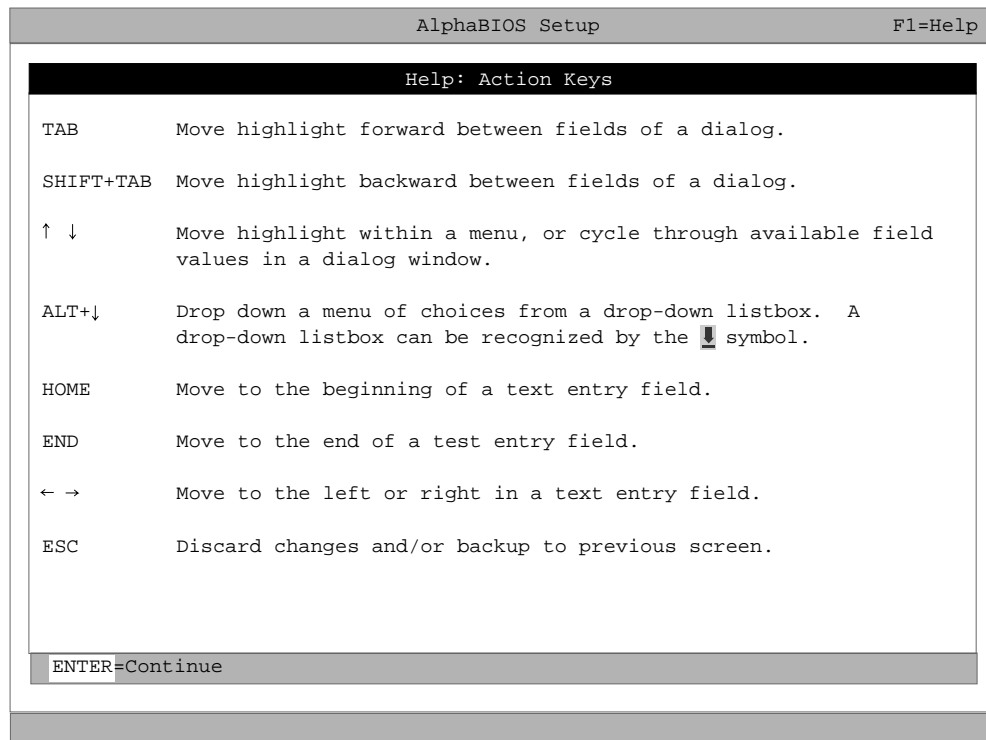 AlphaBIOS Setup F1=Help
Help: Action Keys
TAB Move highlight forward between fields of a dialog.
SHIFT+TAB Move highlight backward between fields of a dialog.
↑ ↓ Move highlight within a menu, or cycle through available field
values in a dialog window.
ALT+↓ Drop down a menu of choices from a drop-down listbox. A
drop-down listbox can be recognized by the ⬇ symbol.
HOME Move to the beginning of a text entry field.
END Move to the end of a test entry field.
← → Move to the left or right in a text entry field.
ESC Discard changes and/or backup to previous screen.
ENTER=Continue